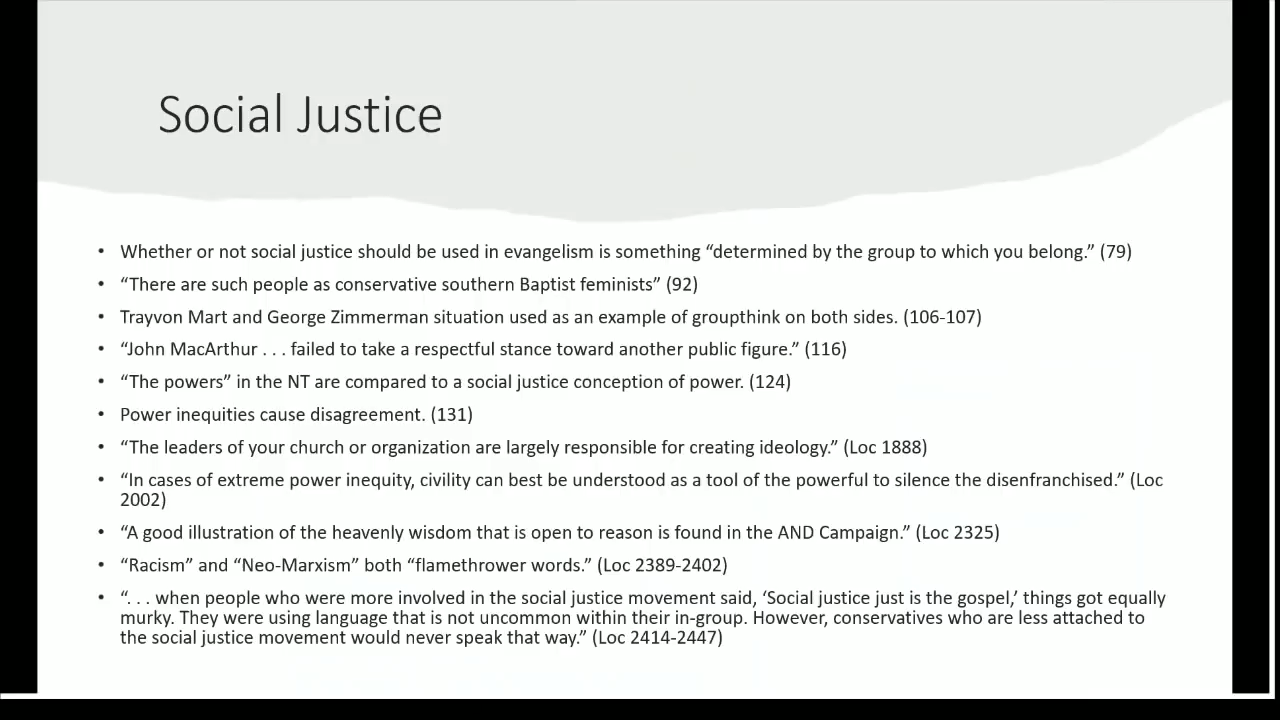 Social Justice
• Whether or not social justice should be used in evangelism is something “determined by the group to which you belong.” (79)
• “There are such people as conservative southern Baptist feminists” (92)
• Trayvon Mart and George Zimmerman situation used as an example of groupthink on both sides. (106-107)
• “John MacArthur . . . failed to take a respectful stance toward another public figure.” (116)
• “The powers” in the NT are compared to a social justice conception of power. (124)
• Power inequities cause disagreement. (131)
• “The leaders of your church or organization are largely responsible for creating ideology.” (Loc 1888)
• “In cases of extreme power inequity, civility can best be understood as a tool of the powerful to silence the disenfranchised.” (Loc
2002)
• “A good illustration of the heavenly wisdom that is open to reason is found in the AND Campaign.” (Loc 2325)
• “Racism” and “Neo-Marxism” both “flamethrower words.” (Loc 2389-2402)
• “. . . when people who were more involved in the social justice movement said, ‘Social justice just is the gospel,’ things got equally
murky. They were using language that is not uncommon within their in-group. However, conservatives who are less attached to
the social justice movement would never speak that way.” (Loc 2414-2447)